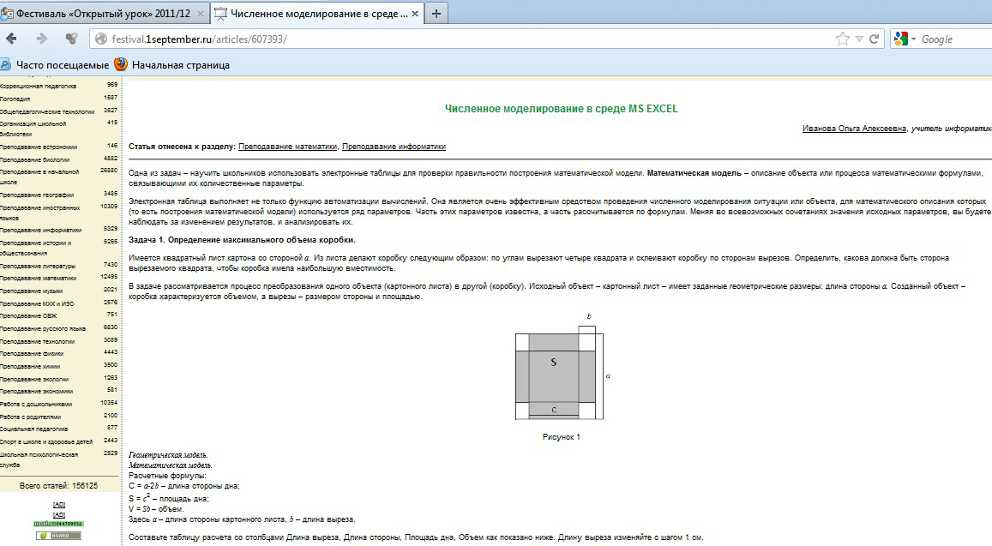 Фестиваль «Открытый урок» 2011/12
Численное моделирование в среде ...
festival.1september.ru/articles/607393/
Google
Часто посещаемые
Начальная страница
Коррекционная педагогика 969
Логопедия 1687
Общепедагогические технологии 3827
Организация школьной библиотеки 415
Преподавание астрономии 146
Преподавание биологии 4882
Преподавание в начальной школе 26880
Преподавание географии 3485
Преподавание иностранных языков 10309
Преподавание информатики 5329
Преподавание истории и обществознания
Преподавание литературы 7430
Преподавание математики 12495
Преподавание музыки 2021
Преподавание МХК и ИЗО 2576
Преподавание ОБЖ 751
Преподавание русского языка 6830
Преподавание технологии 3089
Преподавание физики 4443
Преподавание химии 3500
Преподавание экологии 1253
Преподавание экономики 531
Работа с дошкольниками 10354
Работа с родителями 2100
Социальная педагогика 877
Спорт в школе и здоровье детей 2443
Школьная психологическая служба 2829
Всего статей: 156125
Численное моделирование в среде MS EXCEL
Иванова Ольга Алексеевна, учитель информатик
Статья отнесена к разделу: Преподавание математики, Преподавание информатики
Одна из задач – научить школьников использовать электронные таблицы для проверки правильности построения математической модели. Математическая модель – описание объекта или процесса математическими формулами,
связывающими их количественные параметры.
Электронная таблица выполняет не только функцию автоматизации вычислений. Она является очень эффективным средством проведения численного моделирования ситуации или объекта, для математического описания которых
(то есть построения математической модели) используется ряд параметров. Часть этих параметров известна, а часть рассчитывается по формулам. Меняя во всевозможных сочетаниях значения исходных параметров, вы будете
наблюдать за изменением результатов, и анализировать их.
Задача 1. Определение максимального объема коробки.
Имеется квадратный лист картона со стороной a. Из листа делают коробку следующим образом: по углам вырезают четыре квадрата и склеивают коробку по сторонам вырезов. Определить, какова должна быть сторона
вырезаемого квадрата, чтобы коробка имела наибольшую вместимость.
В задаче рассматривается процесс преобразования одного объекта (картонного листа) в другой (коробку). Исходный объект – картонный лист – имеет заданные геометрические размеры: длина стороны a. Созданный объект –
коробка характеризуется объемом, а вырезы – размером стороны и площадью.
b
S
a
C
Рисунок 1
Геометрическая модель.
Математическая модель.
Расчетные формулы:
C = a-2b – длина стороны дна;
S = c² – площадь дна;
V = Sb – объем.
Здесь a – длина стороны картонного листа, b – длина выреза.
Составьте таблицу расчета со столбцами Длина выреза, Длина стороны, Площадь дна, Объем как показано ниже. Длину выреза изменяйте с шагом 1 см.